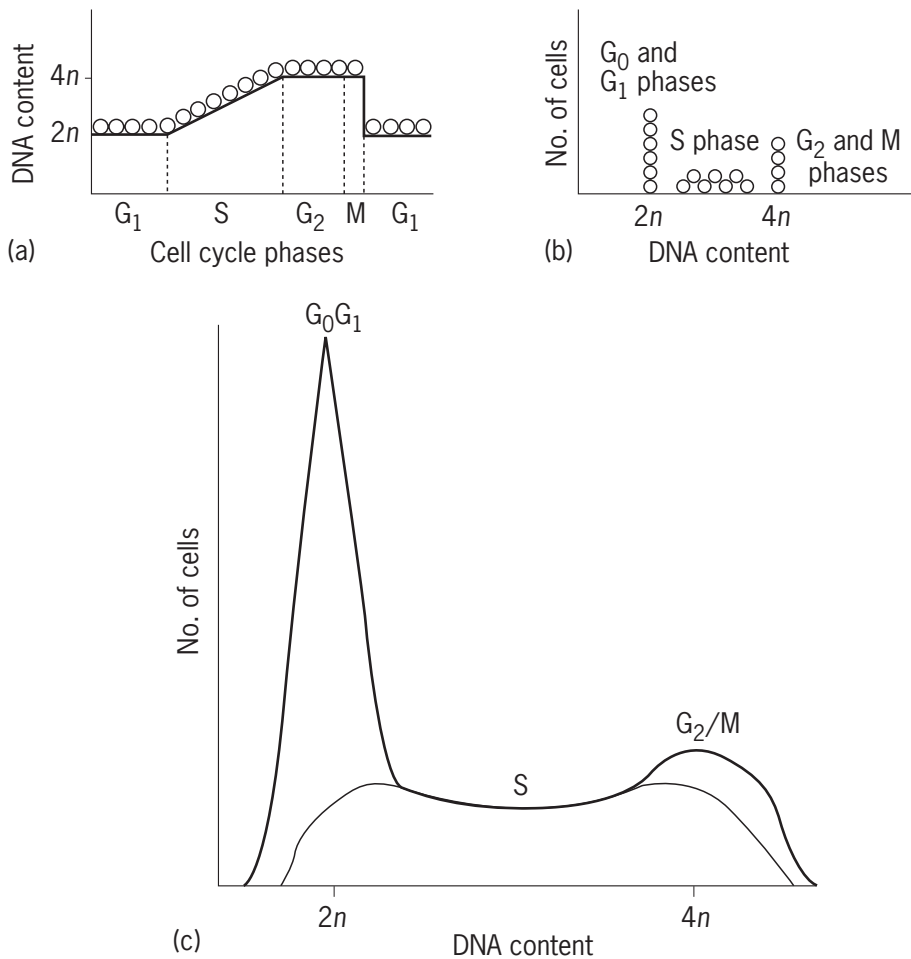 DNA content
4n
2n
G₁ S G₂ M G₁
(a) Cell cycle phases
No. of cells
G₀ and
G₁ phases
S phase
G₂ and M
phases
2n 4n
(b) DNA content
G₀G₁
No. of cells
S
G₂/M
2n 4n
(c) DNA content